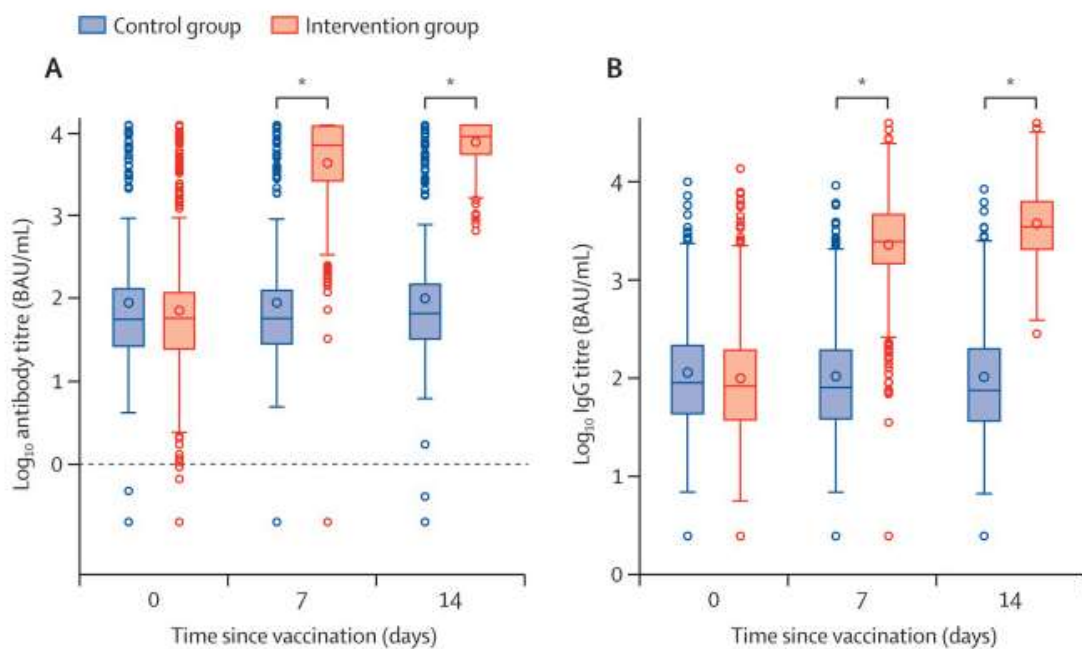 Control group Intervention group
A
B
*
*
*
*
4
3
2
1
0
4
3
2
1
0
Log₁₀ antibody titre (BAU/mL)
Log₁₀ IgG titre (BAU/mL)
0 7 14
0 7 14
Time since vaccination (days)
Time since vaccination (days)